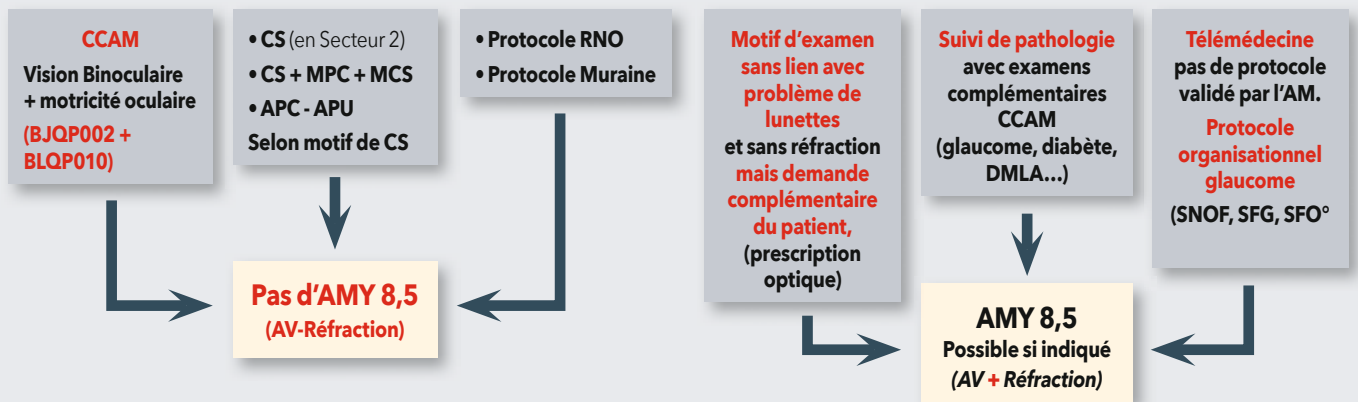 CCAM
Vision Binoculaire
+ motricité oculaire
(BJQP002 +
BLQP010)
• CS (en Secteur 2)
• CS + MPC + MCS
• APC - APU
Selon motif de CS
• Protocole RNO
• Protocole Muraine
Pas d’AMY 8,5
(AV-Réfraction)
Motif d’examen
sans lien avec
problème de
lunettes
et sans réfraction
mais demande
complémentaire
du patient,
(prescription
optique)
Suivi de pathologie
avec examens
complémentaires
CCAM
(glaucome, diabète,
DMLA…)
Télémédecine
pas de protocole
validé par l’AM.
Protocole
organisationnel
glaucome
(SNOF, SFG, SFO°
AMY 8,5
Possible si indiqué
(AV + Réfraction)